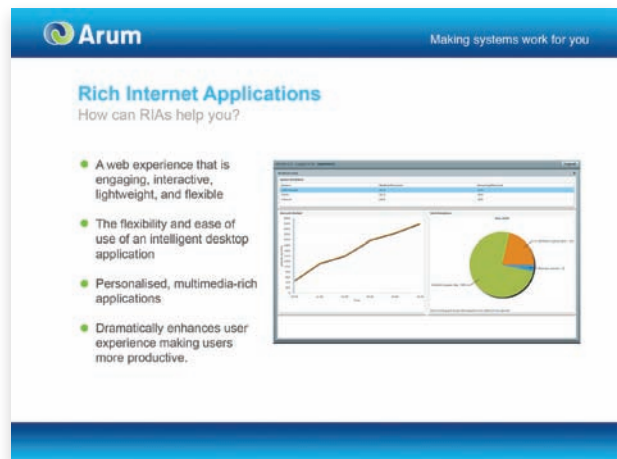 Arum
Making systems work for you
Rich Internet Applications
How can RIAs help you?
A web experience that is
engaging, interactive,
lightweight, and flexible
The flexibility and ease of
use of an intelligent desktop
application
Personalised, multimedia-rich
applications
Dramatically enhances user
experience making users
more productive.